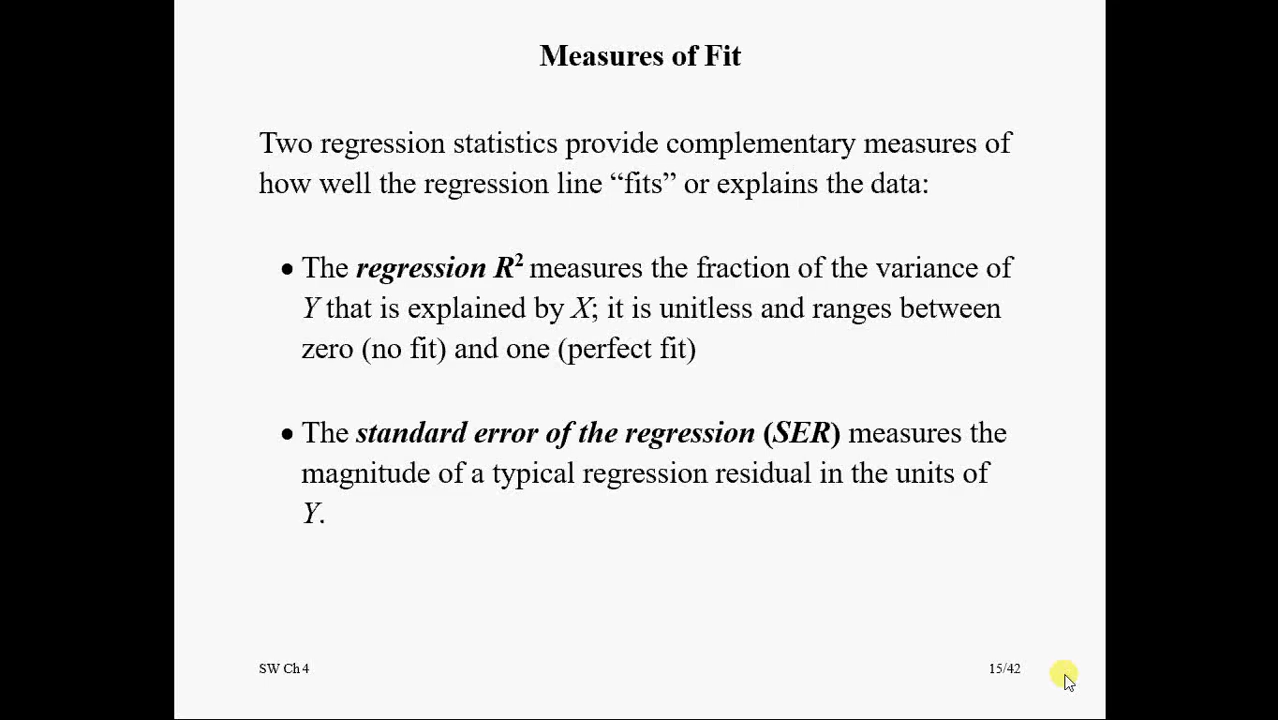 Measures of Fit
Two regression statistics provide complementary measures of
how well the regression line “fits” or explains the data:
• The regression R² measures the fraction of the variance of
Y that is explained by X; it is unitless and ranges between
zero (no fit) and one (perfect fit)
• The standard error of the regression (SER) measures the
magnitude of a typical regression residual in the units of
Y.
SW Ch 4
15/42